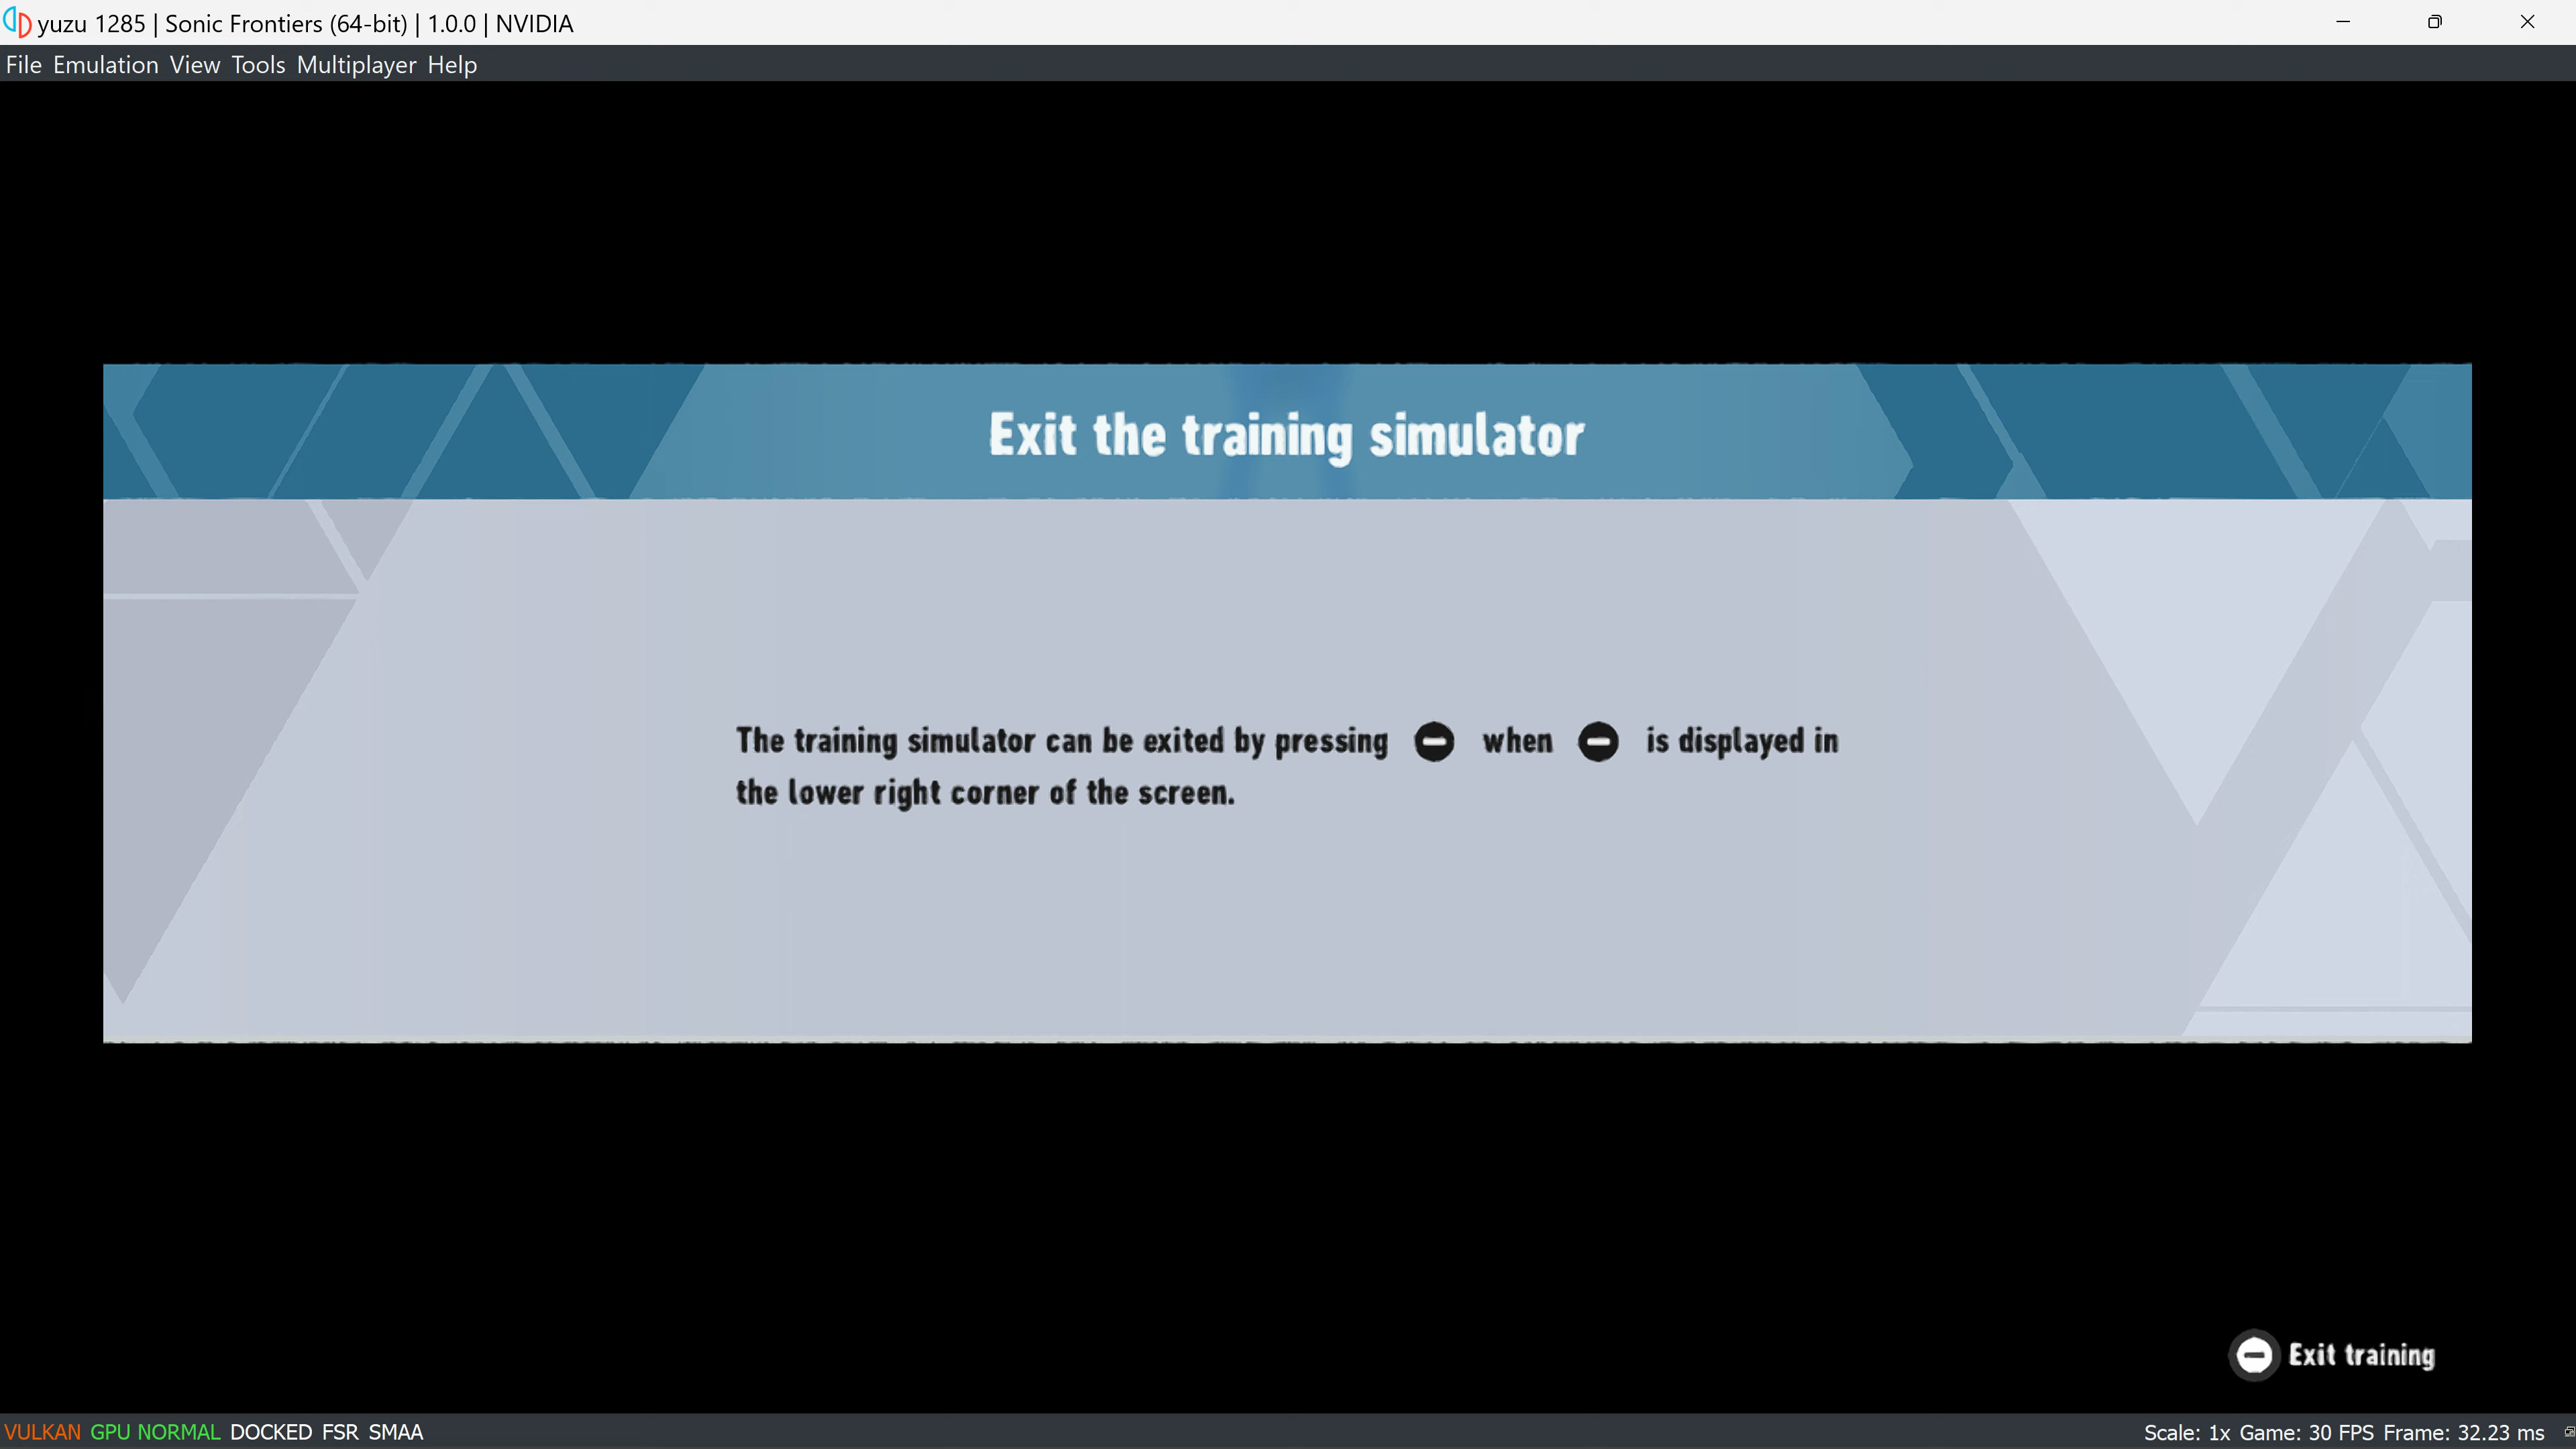 yuzu 1285 | Sonic Frontiers (64-bit) | 1.0.0 | NVIDIA
File Emulation View Tools Multiplayer Help
Exit the training simulator
The training simulator can be exited by pressing when is displayed in
the lower right corner of the screen.
Exit training
VULKAN GPU NORMAL DOCKED FSR SMAA
Scale: 1x Game: 30 FPS Frame: 32.23 ms